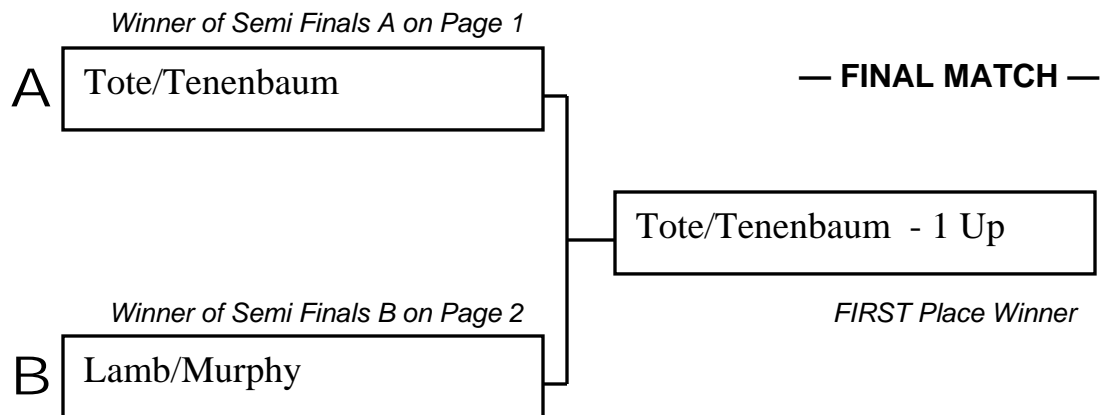 Winner of Semi Finals A on Page 1
A
Tote/Tenenbaum
— FINAL MATCH —
Tote/Tenenbaum - 1 Up
FIRST Place Winner
Winner of Semi Finals B on Page 2
B
Lamb/Murphy